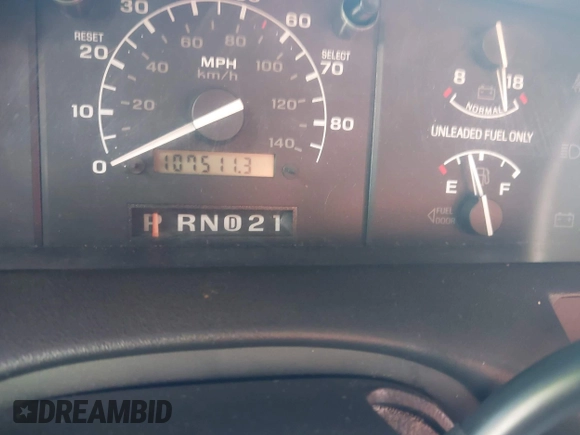 30
60
RESET
80
SELECT
20
40
MPH
100
70
km/h
8
18
10
20
120
80
NORMAL
UNLEADED FUEL ONLY
0
107511.3
140
E
F
FUEL
DOOR
P RN D 2 1
DREAMBID